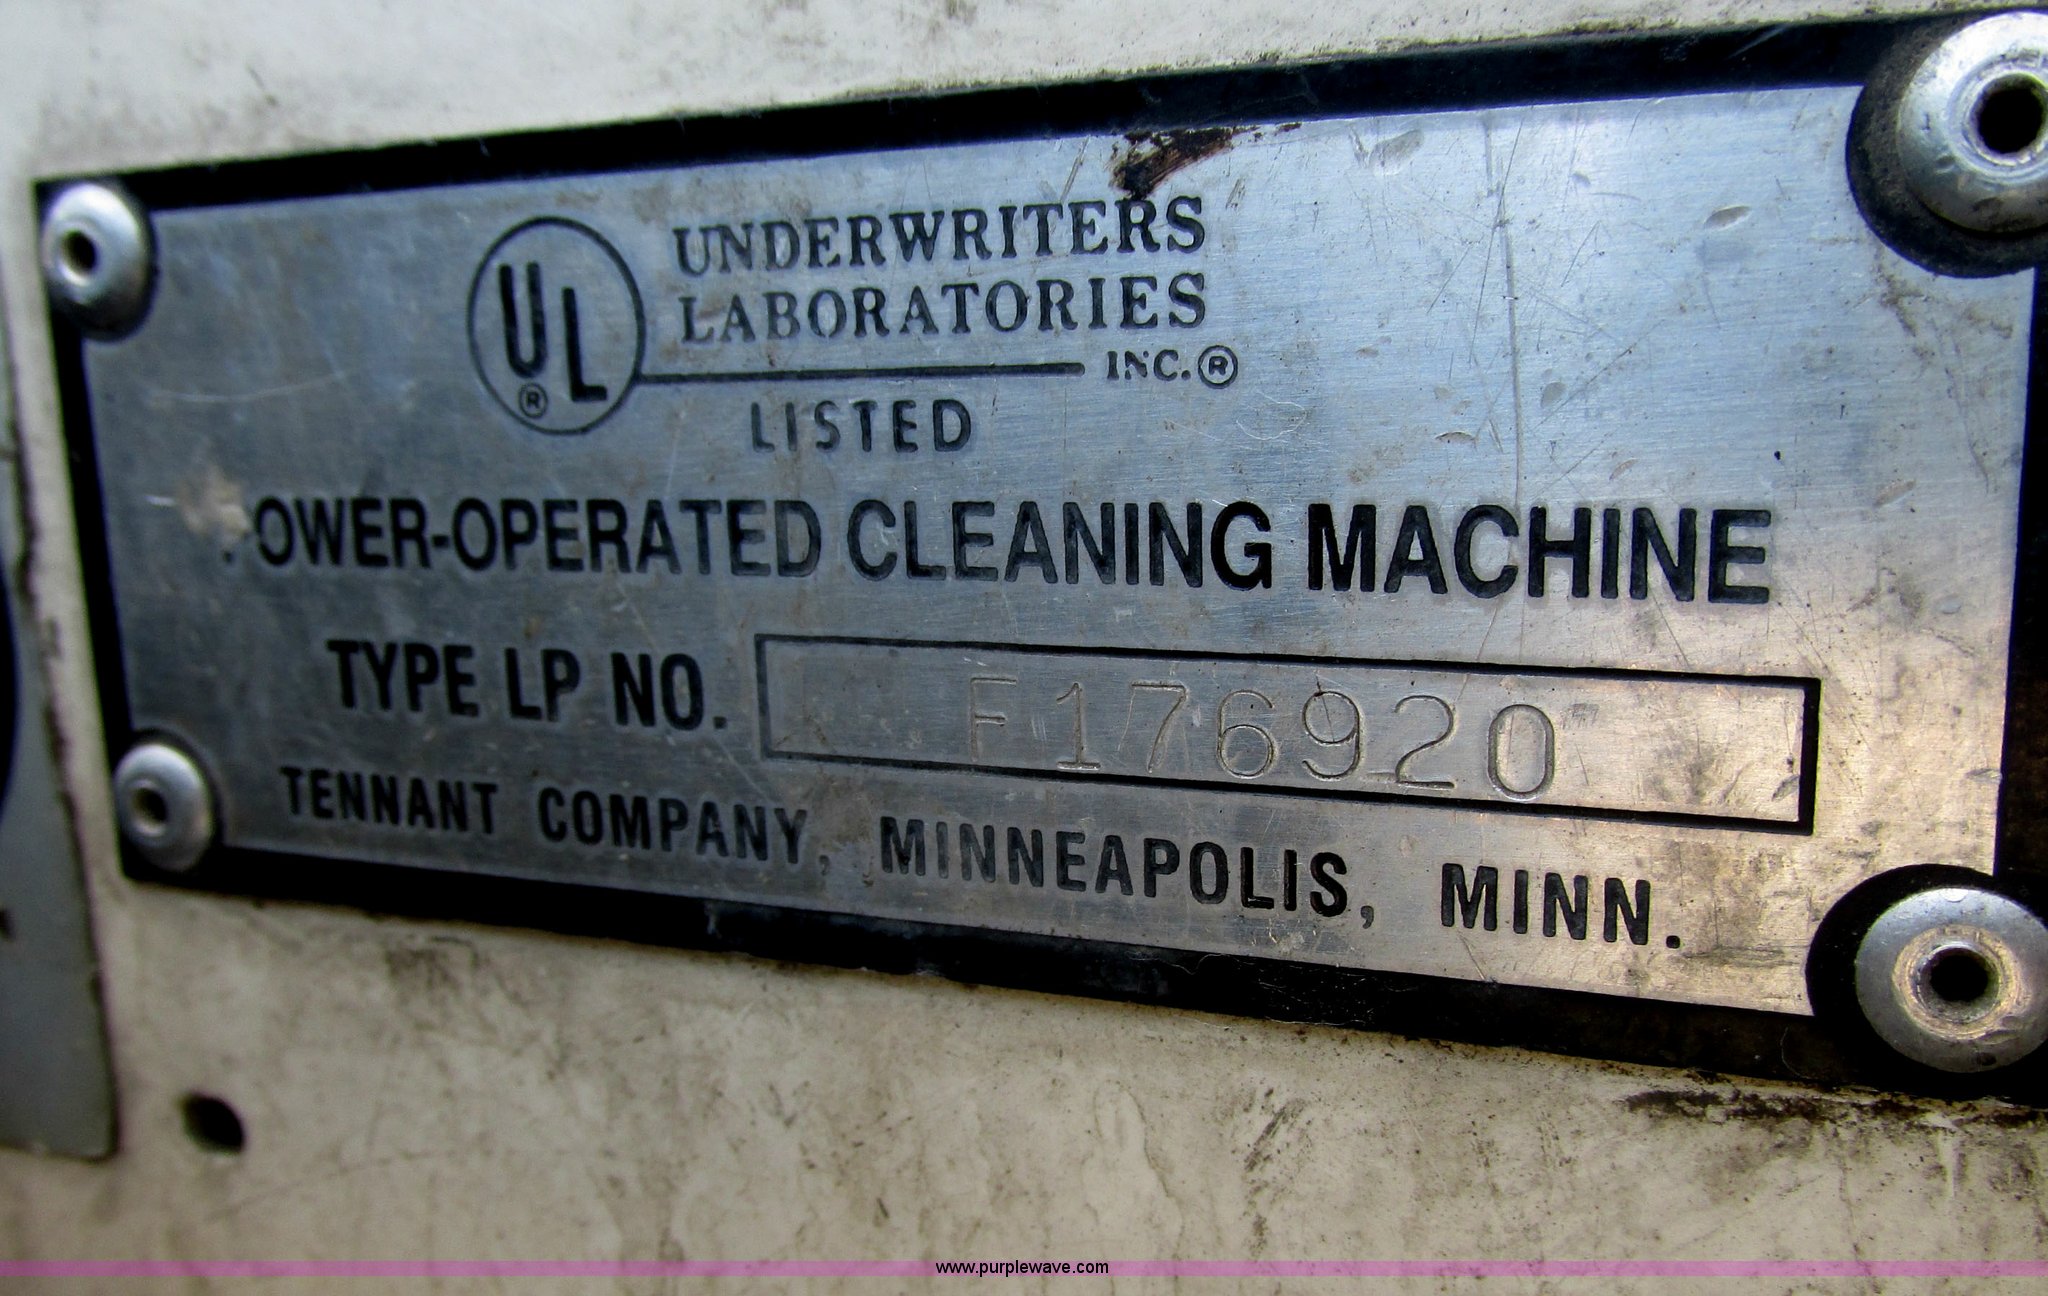 UL®
UNDERWRITERS
LABORATORIES
INC.®
LISTED
POWER-OPERATED CLEANING MACHINE
TYPE LP NO. F176920
TENNANT COMPANY, MINNEAPOLIS, MINN.
www.purplewave.com